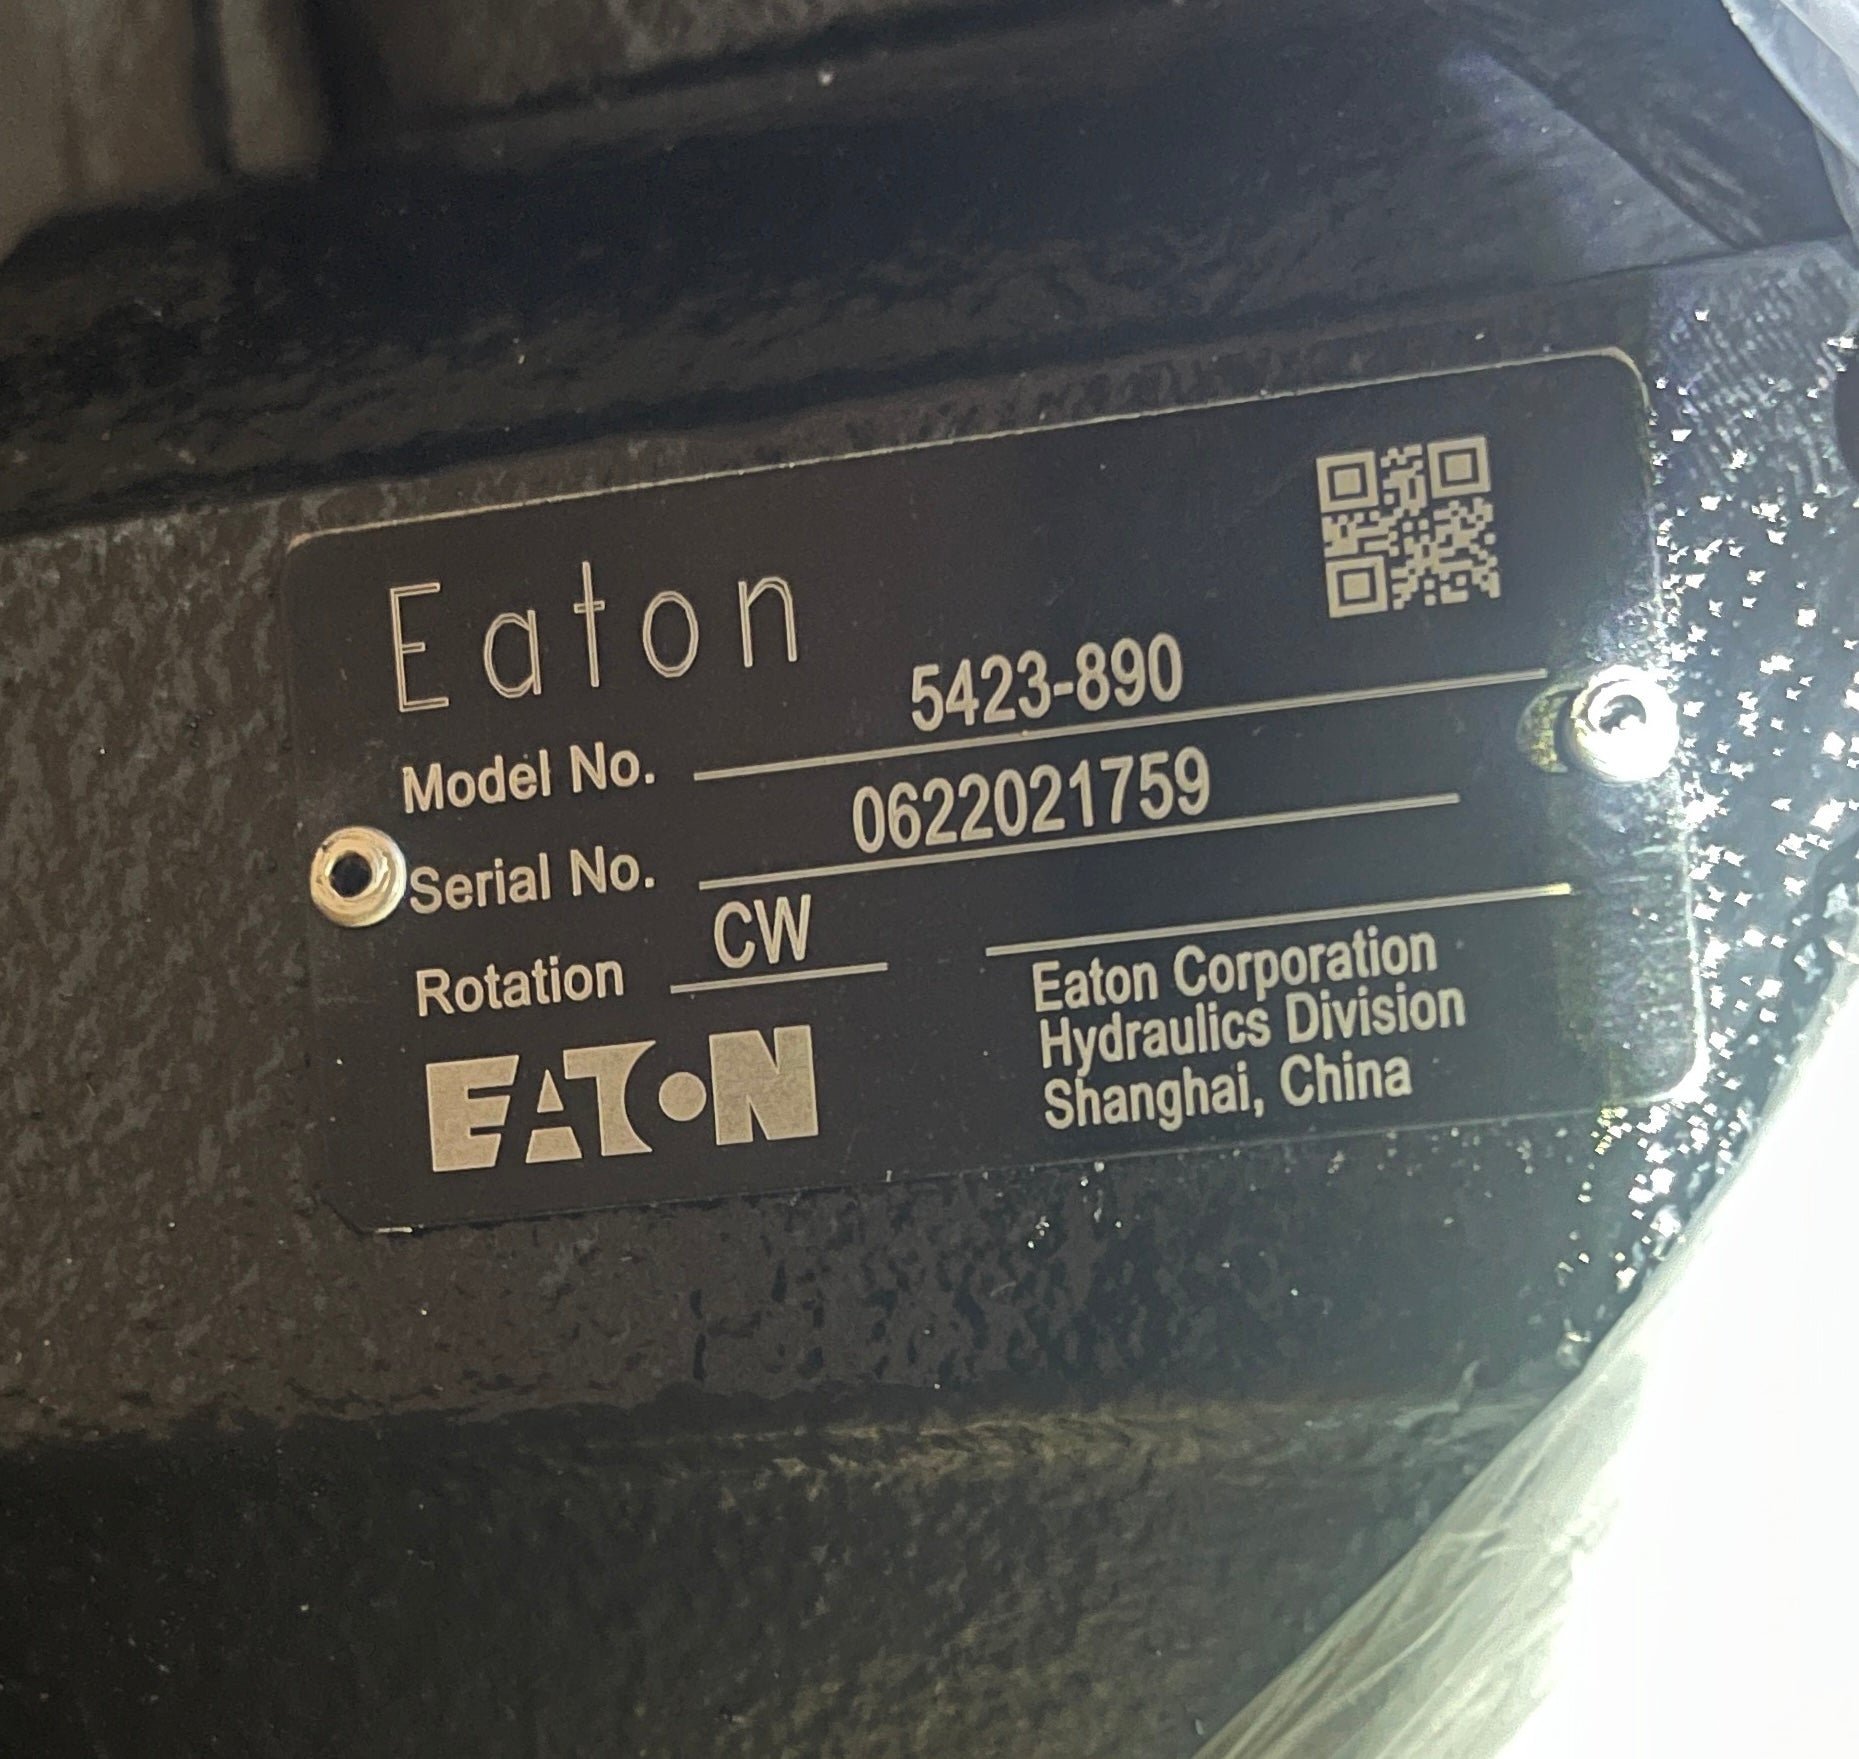 Eaton
Model No. 5423-890
Serial No. 0622021759
Rotation CW
EATON
Eaton Corporation
Hydraulics Division
Shanghai, China